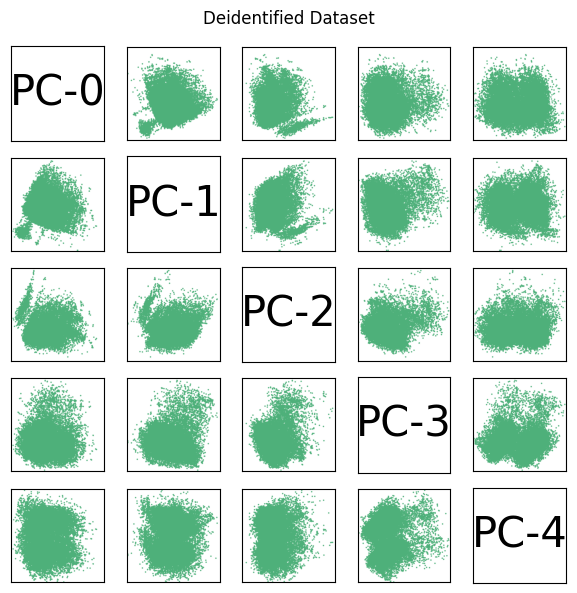 Deidentified Dataset
PC-0
PC-1
PC-2
PC-3
PC-4